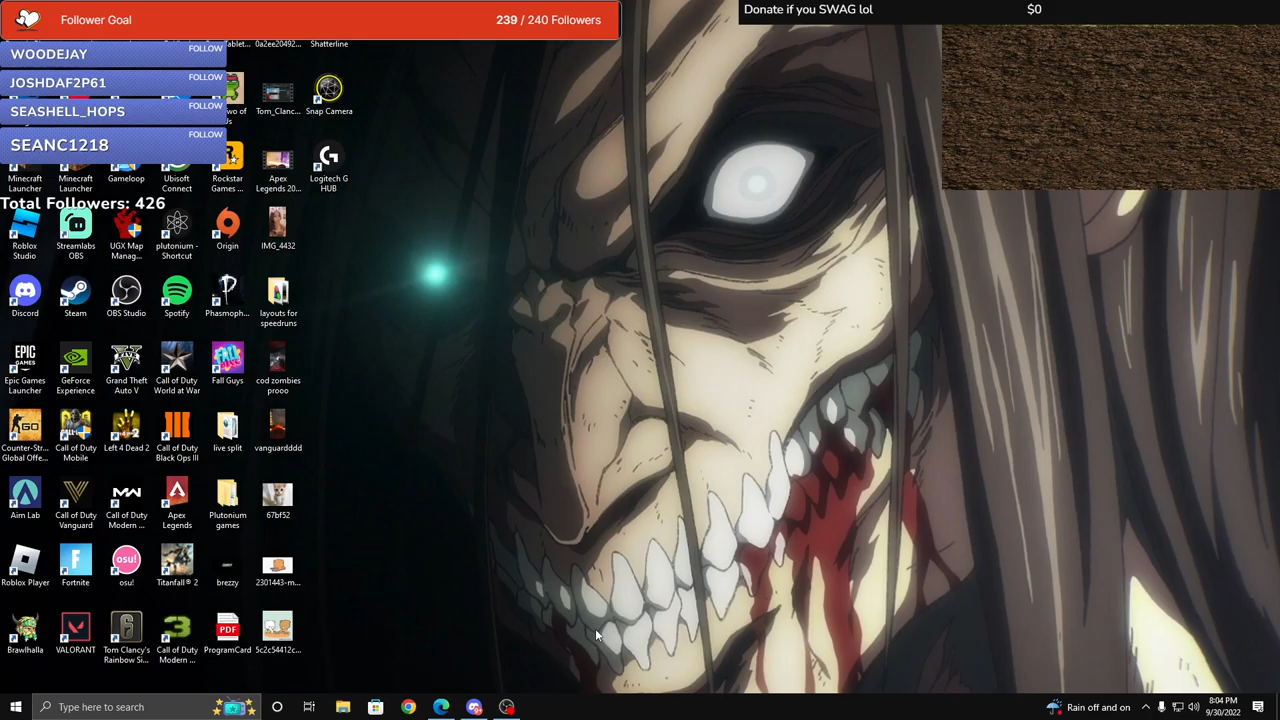 Follower Goal
239 / 240 Followers
Donate if you SWAG lol
$0
0a2ee20492...
Shatterline
WOODEJAY
FOLLOW
JOSHDAF2P61
FOLLOW
SEASHELL_HOPS
FOLLOW
SEANC1218
FOLLOW
Tom_Clanc...
Snap Camera
Minecraft
Launcher
Minecraft
Launcher
Gameloop
Ubisoft
Connect
Rockstar
Games ...
Apex
Legends 20...
Logitech G
HUB
Total Followers: 426
Roblox
Studio
Streamlabs
OBS
UGX Map
Manag...
plutonium -
Shortcut
Origin
IMG_4432
Discord
Steam
OBS Studio
Spotify
Phasmoph...
layouts for
speedruns
EPIC
GAMES
Epic Games
Launcher
GeForce
Experience
Grand Theft
Auto V
Call of Duty
World at War
Fall Guys
cod zombies
prooo
GO
Counter-Str...
Global Offe...
Call of Duty
Mobile
Left 4 Dead 2
Call of Duty
Black Ops III
live split
vanguardddd
Aim Lab
Call of Duty
Vanguard
Call of Duty
Modern ...
Apex
Legends
Plutonium
games
67bf52
Roblox Player
Fortnite
osu!
osu!
Titanfall® 2
brezzy
2301443-m...
Brawlhalla
VALORANT
Tom Clancy's
Rainbow Si...
Call of Duty
Modern ...
PDF
ProgramCard
5c2c54412c...
Type here to search
Rain off and on
8:04 PM
9/30/2022